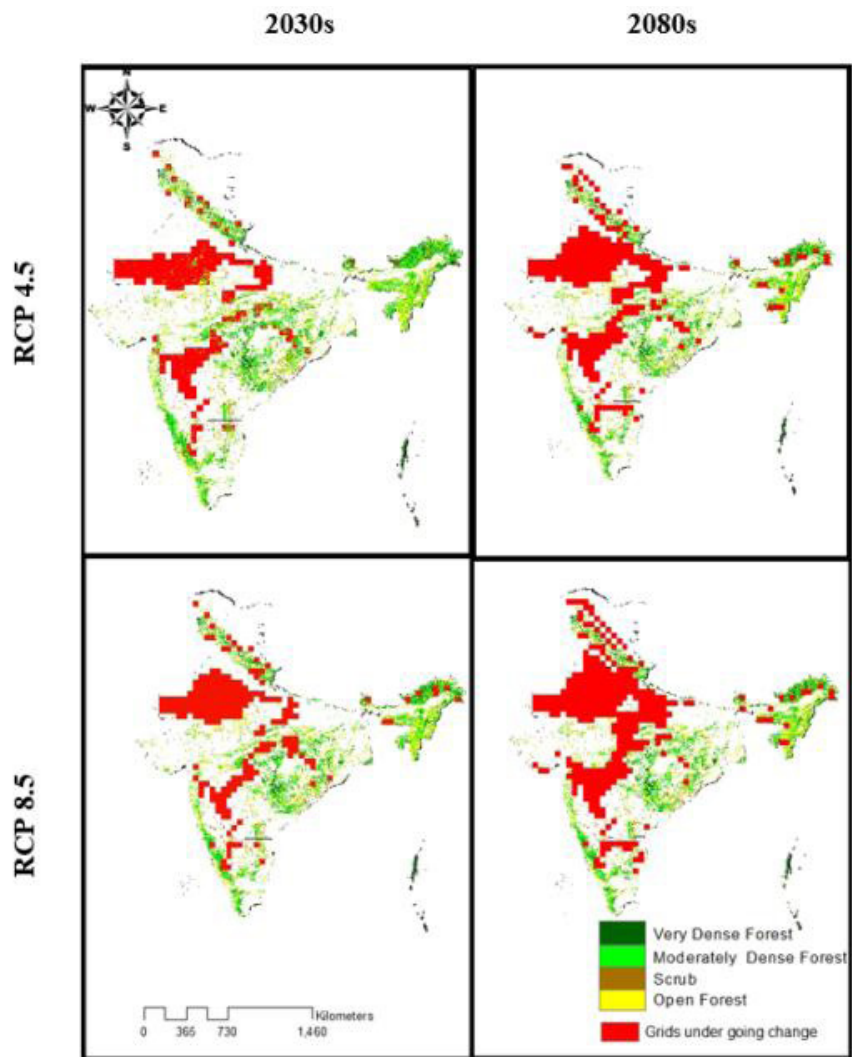 2030s
2080s
N
W E
S
RCP 4.5
RCP 8.5
Very Dense Forest
Moderately Dense Forest
Scrub
Open Forest
Grids under going change
Kilometers
0 365 730 1,460